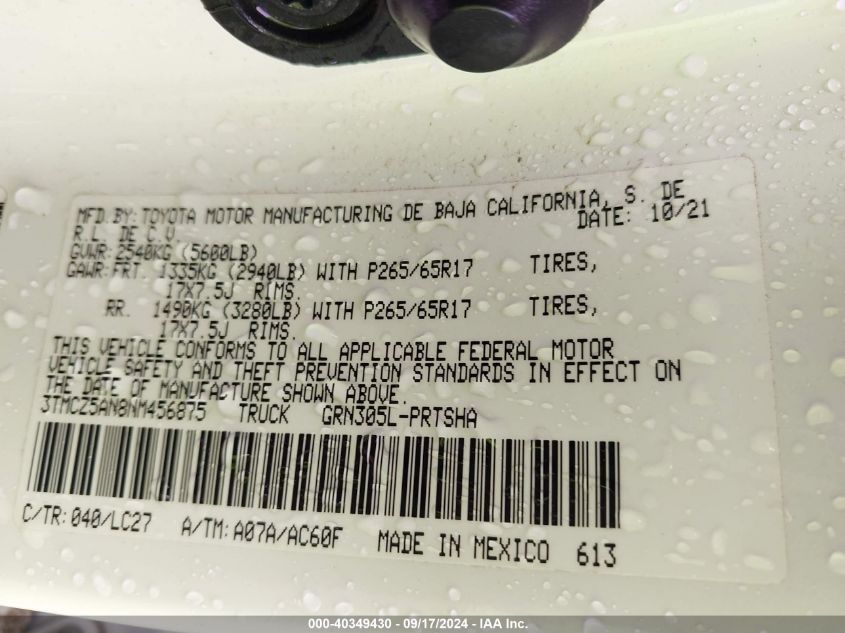 MFD. BY: TOYOTA MOTOR MANUFACTURING DE BAJA CALIFORNIA, S. DE
R.L. DE C.V. DATE: 10/21
GVWR: 2540KG (5600LB)
GAWR: FRT. 1335KG (2940LB) WITH P265/65R17 TIRES,
17X7.5J RIMS.
RR. 1490KG (3280LB) WITH P265/65R17 TIRES,
17X7.5J RIMS.
THIS VEHICLE CONFORMS TO ALL APPLICABLE FEDERAL MOTOR
VEHICLE SAFETY AND THEFT PREVENTION STANDARDS IN EFFECT ON
THE DATE OF MANUFACTURE SHOWN ABOVE.
3TMCZ5AN8NM456875 TRUCK GRN305L-PRTSHA
C/TR: 040/LC27 A/TM: A07A/AC60F MADE IN MEXICO 613
000-40349430 - 09/17/2024 - IAA Inc.